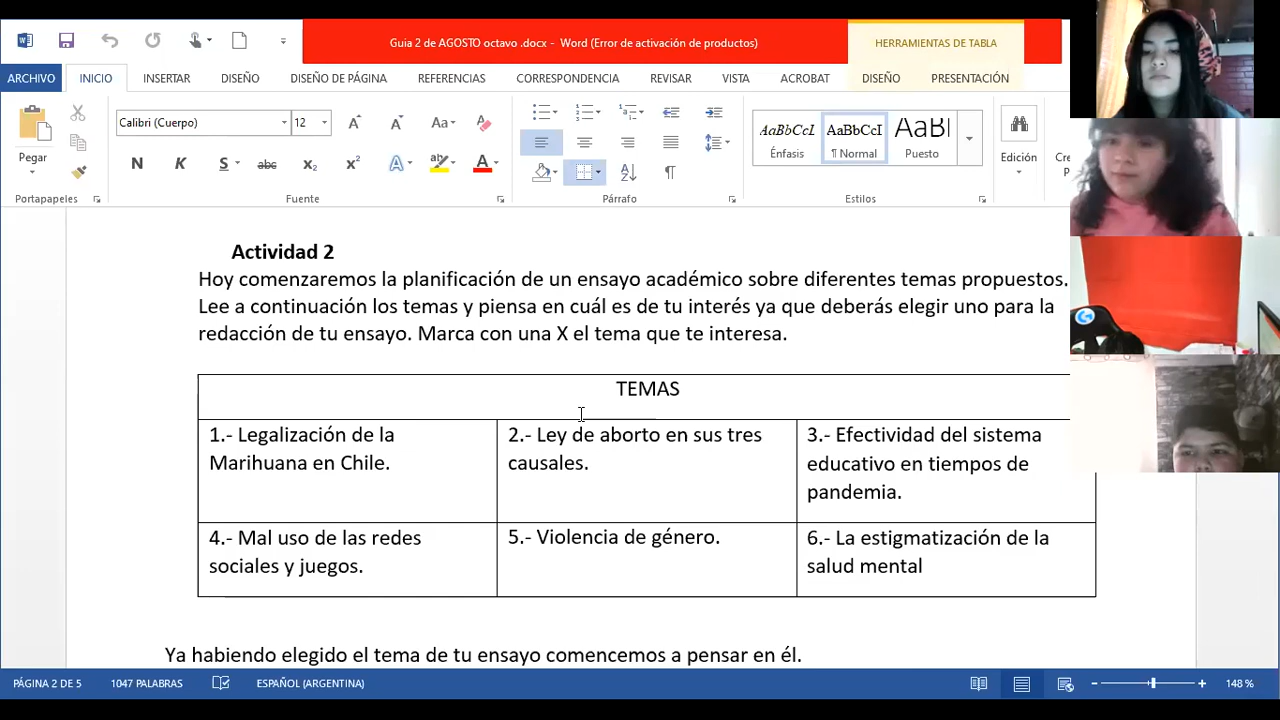 Guia 2 de AGOSTO octavo .docx - Word (Error de activación de productos)
HERRAMIENTAS DE TABLA
ARCHIVO INICIO INSERTAR DISEÑO DISEÑO DE PÁGINA REFERENCIAS CORRESPONDENCIA REVISAR VISTA ACROBAT DISEÑO PRESENTACIÓN
Calibri (Cuerpo) 12
Pegar
N K S abc x₂ x² A A
AaBbCcI AaBbCcI AaBl
Énfasis ¶ Normal Puesto
Edición
Portapapeles Fuente Párrafo Estilos
Actividad 2
Hoy comenzaremos la planificación de un ensayo académico sobre diferentes temas propuestos.
Lee a continuación los temas y piensa en cuál es de tu interés ya que deberás elegir uno para la
redacción de tu ensayo. Marca con una X el tema que te interesa.
TEMAS
1.- Legalización de la
Marihuana en Chile.
2.- Ley de aborto en sus tres
causales.
3.- Efectividad del sistema
educativo en tiempos de
pandemia.
4.- Mal uso de las redes
sociales y juegos.
5.- Violencia de género.
6.- La estigmatización de la
salud mental
Ya habiendo elegido el tema de tu ensayo comencemos a pensar en él.
PÁGINA 2 DE 5 1047 PALABRAS ESPAÑOL (ARGENTINA) 148 %